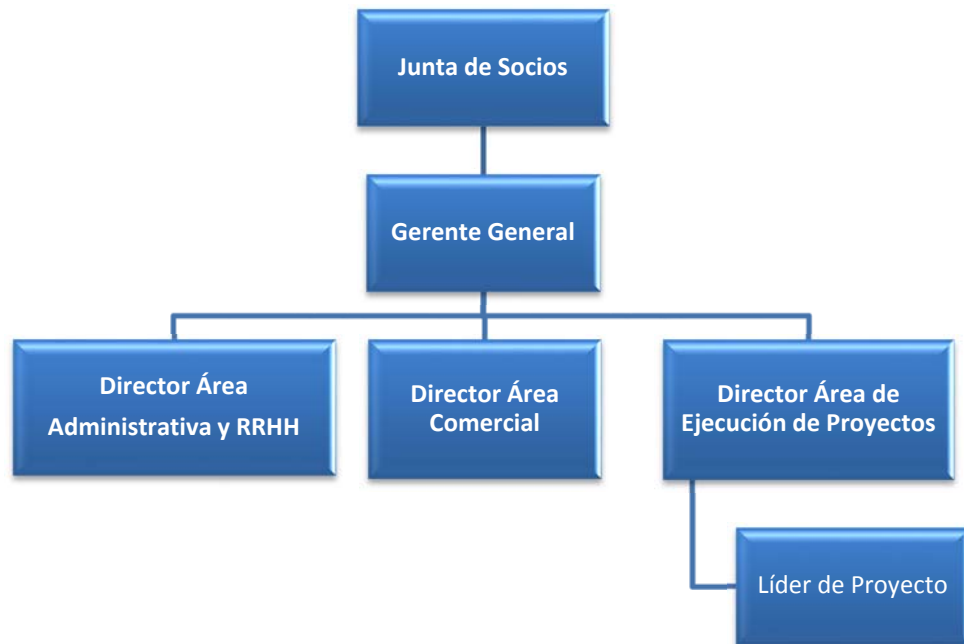 Junta de Socios
Gerente General
Director Área
Administrativa y RRHH
Director Área
Comercial
Director Área de
Ejecución de Proyectos
Líder de Proyecto